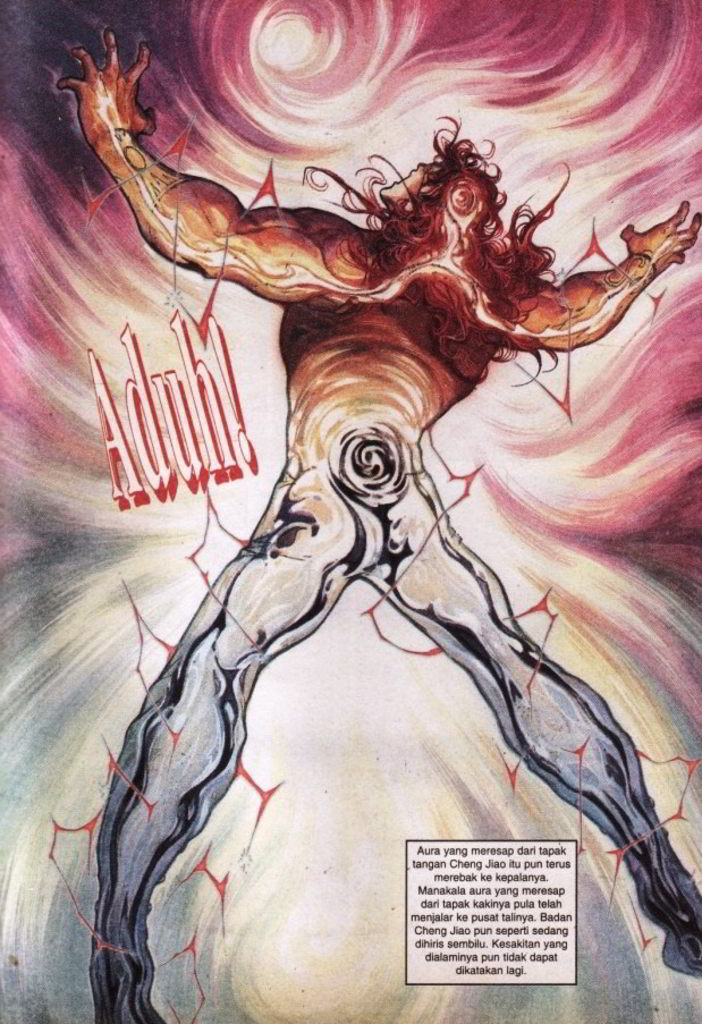 Aduh!
Aura yang meresap dari tapak
tangan Cheng Jiao itu pun terus
merebak ke kepalanya.
Manakala aura yang meresap
dari tapak kakinya pula telah
menjalar ke pusat talinya. Badan
Cheng Jiao pun seperti sedang
dihiris sembilu. Kesakitan yang
dialaminya pun tidak dapat
dikatakan lagi.